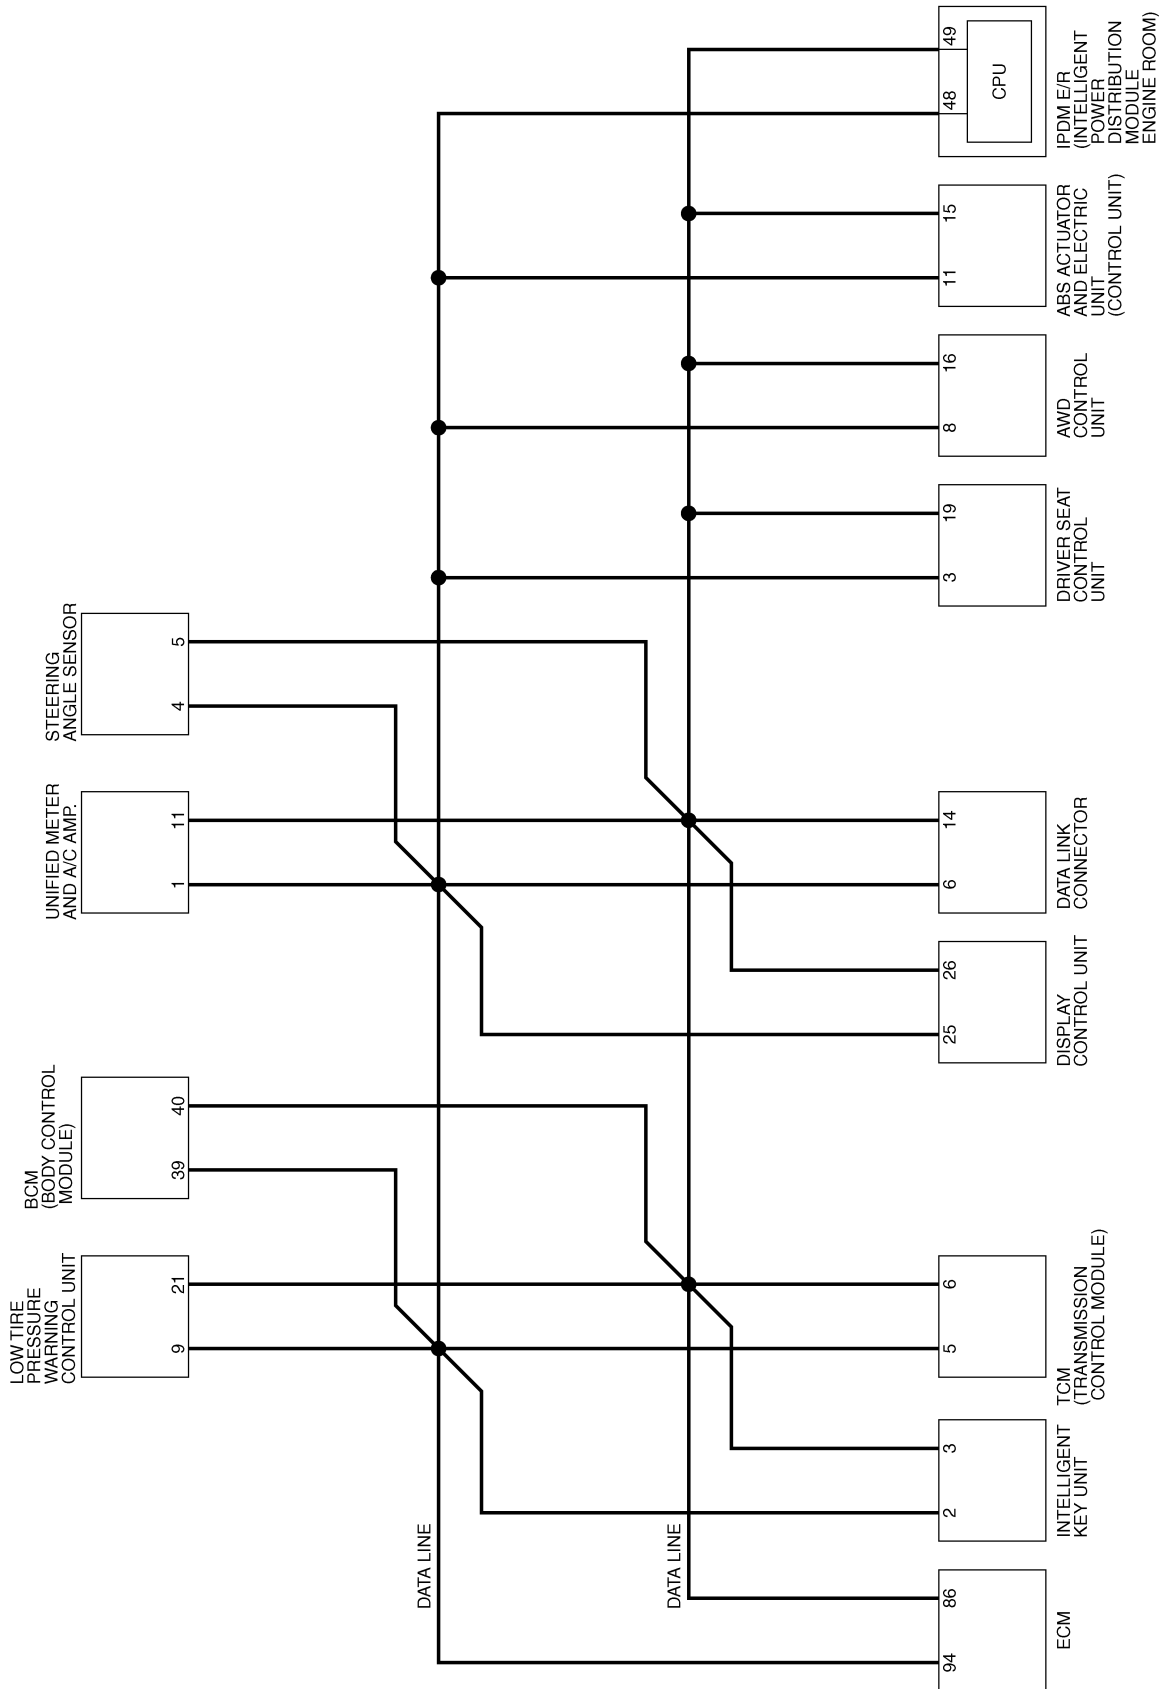 LOW TIRE
PRESSURE
WARNING
CONTROL UNIT
9
21
BCM
(BODY CONTROL
MODULE)
39
40
UNIFIED METER
AND A/C AMP.
1
11
STEERING
ANGLE SENSOR
4
5
DATA LINE
DATA LINE
94
86
ECM
2
3
INTELLIGENT
KEY UNIT
5
6
TCM
(TRANSMISSION
CONTROL MODULE)
25
26
DISPLAY
CONTROL UNIT
6
14
DATA LINK
CONNECTOR
3
19
DRIVER SEAT
CONTROL
UNIT
8
16
AWD
CONTROL
UNIT
11
15
ABS ACTUATOR
AND ELECTRIC
UNIT
(CONTROL UNIT)
48
49
CPU
IPDM E/R
(INTELLIGENT
POWER
DISTRIBUTION
MODULE
ENGINE ROOM)